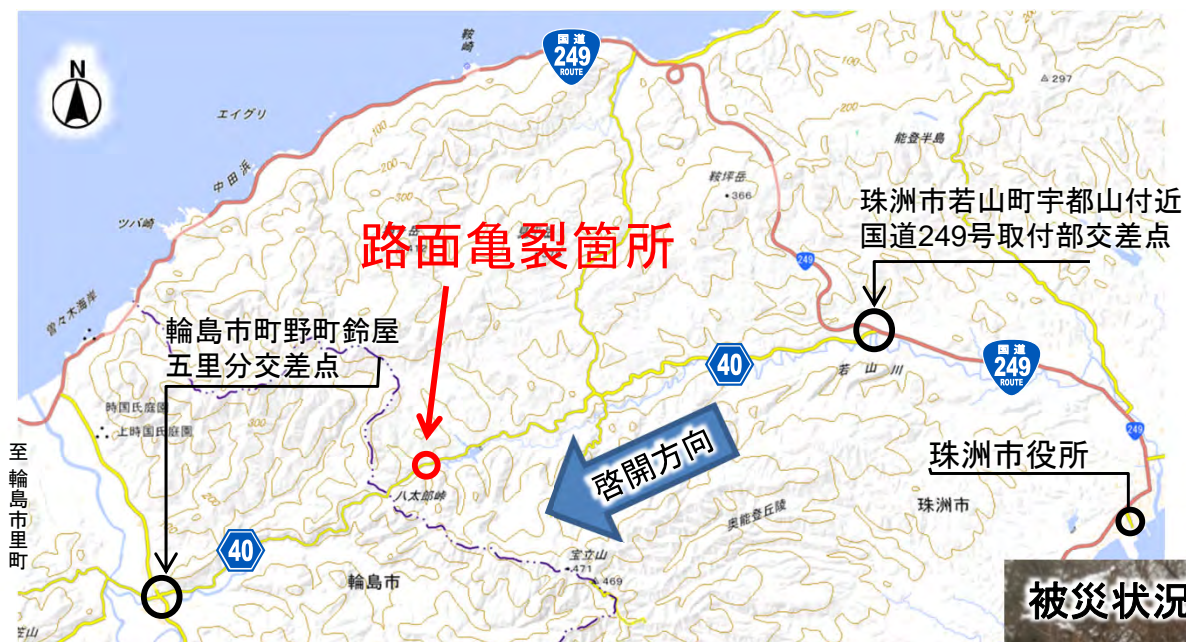 国道
249
ROUTE
鞍崎
N
エイグリ
297
200
100
能登半島
中田浜
鞍坪岳
366
ツバ崎
珠洲市若山町宇都山付近
国道249号取付部交差点
路面亀裂箇所
249
曽々木海岸
輪島市町野町鈴屋
五里分交差点
40
若山川
国道
249
ROUTE
時国氏庭園
上時国氏庭園
300
249
啓開方向
珠洲市役所
至 輪島市里町
200
八太郎峠
珠洲市
奥能登丘陵
40
宝立山
471
469
輪島市
200
被災状況